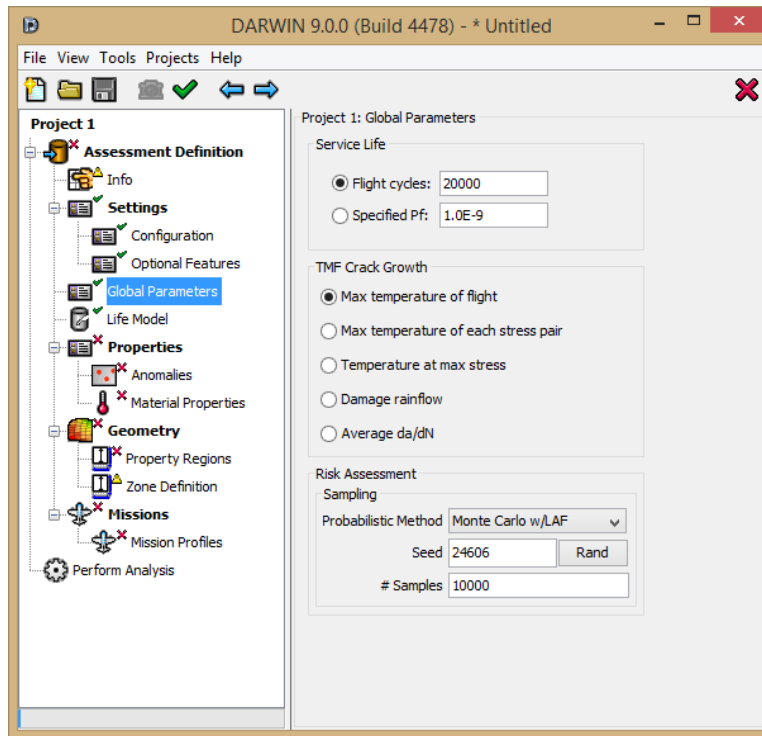 DARWIN 9.0.0 (Build 4478) - * Untitled
File View Tools Projects Help
Project 1
Assessment Definition
Info
Settings
Configuration
Optional Features
Global Parameters
Life Model
Properties
Anomalies
Material Properties
Geometry
Property Regions
Zone Definition
Missions
Mission Profiles
Perform Analysis
Project 1: Global Parameters
Service Life
Flight cycles: 20000
Specified Pf: 1.0E-9
TMF Crack Growth
Max temperature of flight
Max temperature of each stress pair
Temperature at max stress
Damage rainflow
Average da/dN
Risk Assessment
Sampling
Probabilistic Method Monte Carlo w/LAF
Seed 24606 Rand
# Samples 10000